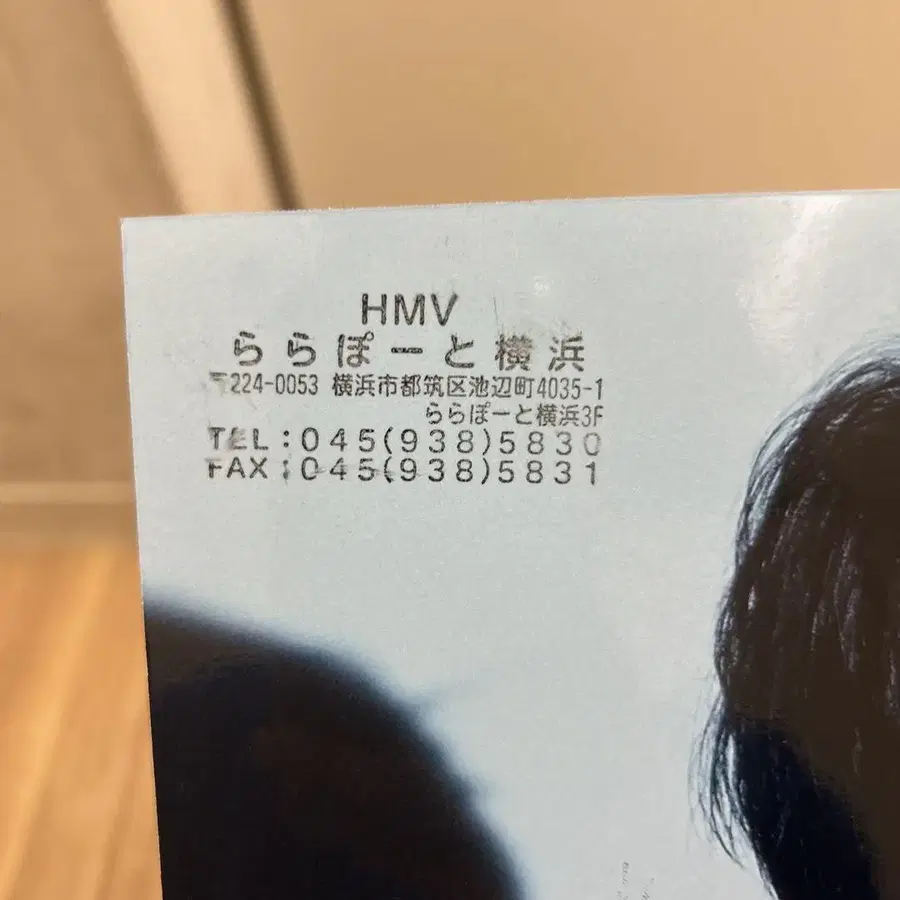 HMV
ららぽーと横浜
〒224-0053 横浜市都筑区池辺町4035-1
ららぽーと横浜3F
TEL:045(938)5830
FAX:045(938)5831